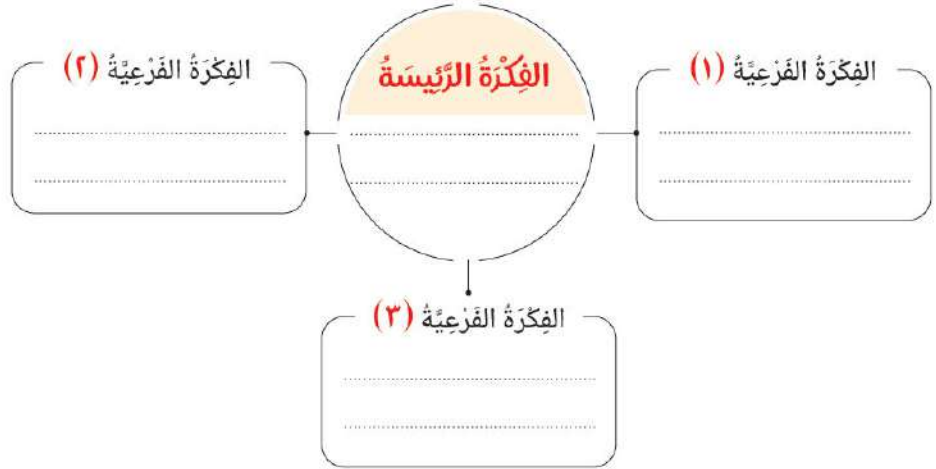 الفِكْرَةُ الرَّئِيسَةُ
الفِكْرَةُ الفَرْعِيَّةُ (١)
الفِكْرَةُ الفَرْعِيَّةُ (٢)
الفِكْرَةُ الفَرْعِيَّةُ (٣)